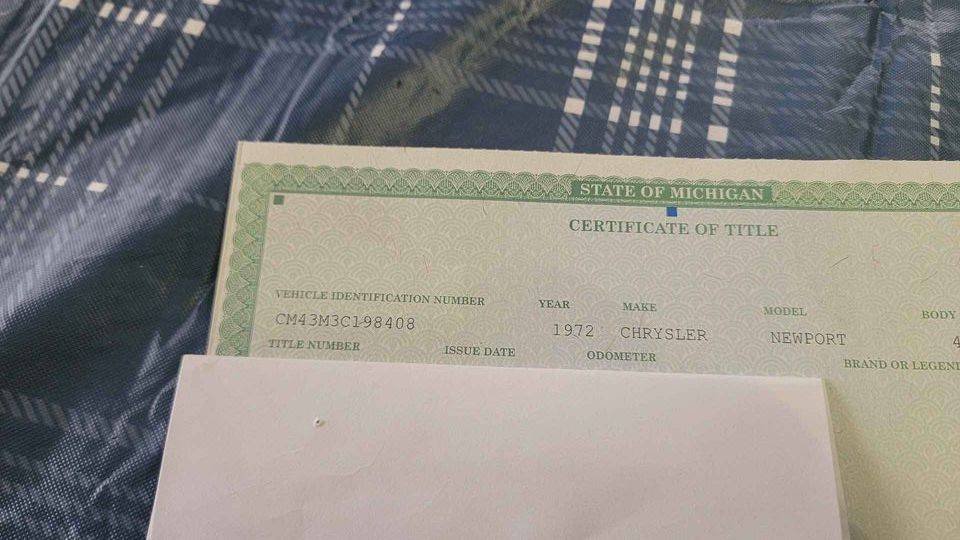 STATE OF MICHIGAN
CERTIFICATE OF TITLE
VEHICLE IDENTIFICATION NUMBER YEAR MAKE MODEL BODY
CM43M3C198408 1972 CHRYSLER NEWPORT 4
TITLE NUMBER ISSUE DATE ODOMETER BRAND OR LEGEND